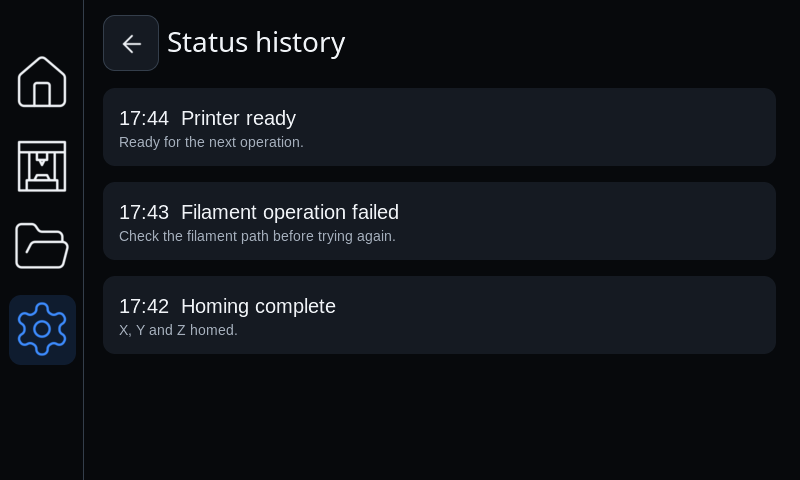 Status history
17:44 Printer ready
Ready for the next operation.
17:43 Filament operation failed
Check the filament path before trying again.
17:42 Homing complete
X, Y and Z homed.